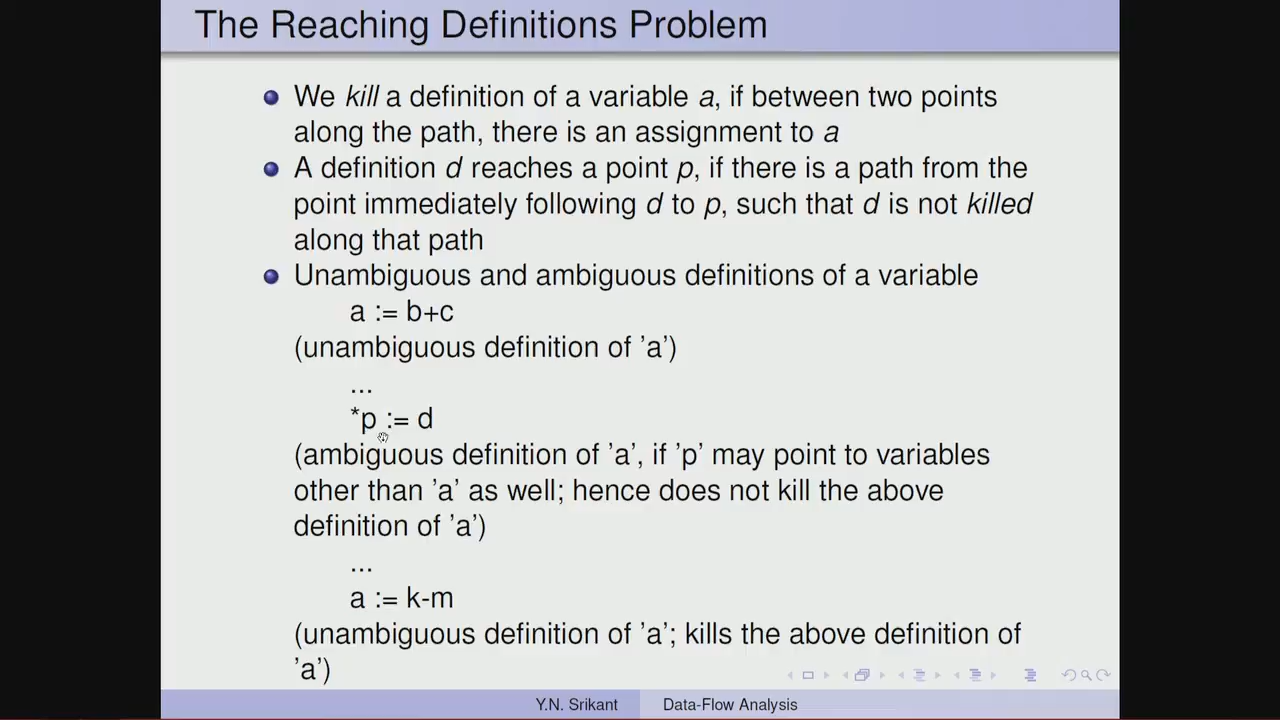 The Reaching Definitions Problem
We kill a definition of a variable a, if between two points
along the path, there is an assignment to a
A definition d reaches a point p, if there is a path from the
point immediately following d to p, such that d is not killed
along that path
Unambiguous and ambiguous definitions of a variable
a := b+c
(unambiguous definition of 'a')
...
*p := d
(ambiguous definition of 'a', if 'p' may point to variables
other than 'a' as well; hence does not kill the above
definition of 'a')
...
a := k-m
(unambiguous definition of 'a'; kills the above definition of
'a')
Y.N. Srikant Data-Flow Analysis